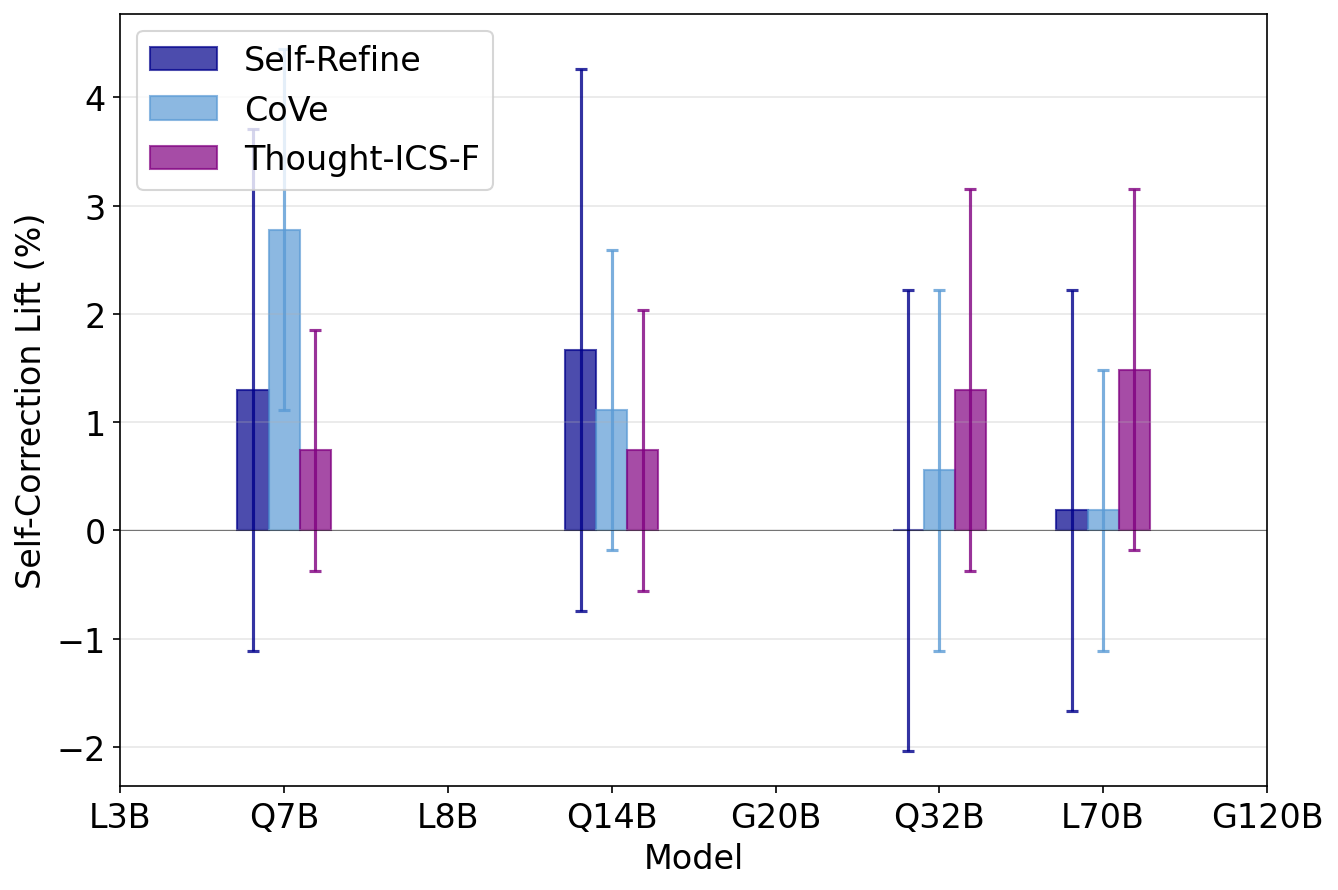 Self-Refine
CoVe
Thought-ICS-F
Self-Correction Lift (%)
4
3
2
1
0
−1
−2
L3B Q7B L8B Q14B G20B Q32B L70B G120B
Model